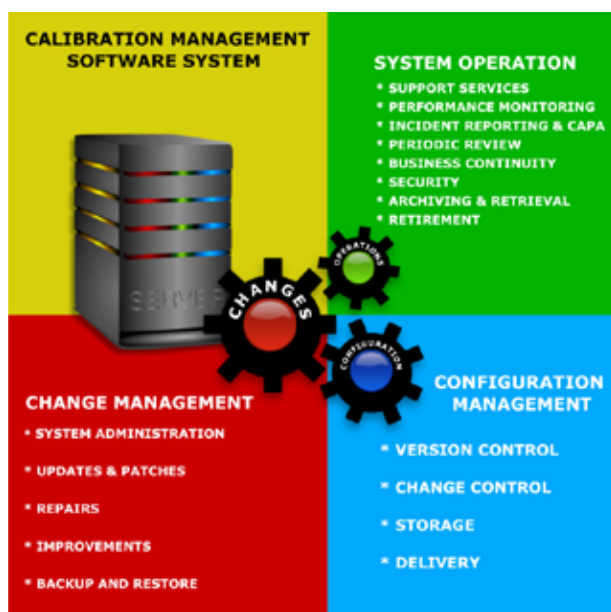 CALIBRATION MANAGEMENT
SOFTWARE SYSTEM
SYSTEM OPERATION
* SUPPORT SERVICES
* PERFORMANCE MONITORING
* INCIDENT REPORTING & CAPA
* PERIODIC REVIEW
* BUSINESS CONTINUITY
* SECURITY
* ARCHIVING & RETRIEVAL
* RETIREMENT
OPERATIONS
SERVER
CHANGES
CONFIGURATION
CHANGE MANAGEMENT
* SYSTEM ADMINISTRATION
* UPDATES & PATCHES
* REPAIRS
* IMPROVEMENTS
* BACKUP AND RESTORE
CONFIGURATION
MANAGEMENT
* VERSION CONTROL
* CHANGE CONTROL
* STORAGE
* DELIVERY